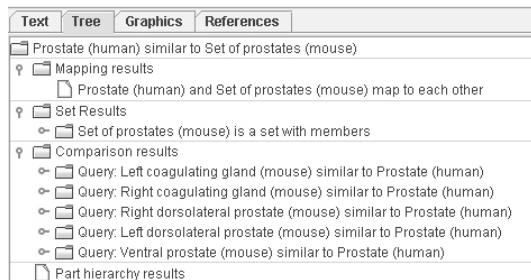 Text Tree Graphics References
Prostate (human) similar to Set of prostates (mouse)
Mapping results
Prostate (human) and Set of prostates (mouse) map to each other
Set Results
Set of prostates (mouse) is a set with members
Comparison results
Query: Left coagulating gland (mouse) similar to Prostate (human)
Query: Right coagulating gland (mouse) similar to Prostate (human)
Query: Right dorsolateral prostate (mouse) similar to Prostate (human)
Query: Left dorsolateral prostate (mouse) similar to Prostate (human)
Query: Ventral prostate (mouse) similar to Prostate (human)
Part hierarchy results